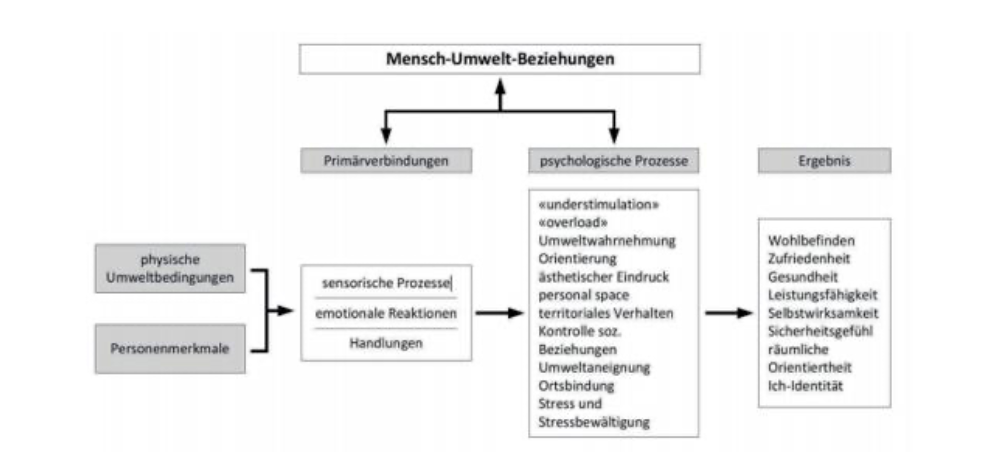 Mensch-Umwelt-Beziehungen
Primärverbindungen
psychologische Prozesse
Ergebnis
physische
Umweltbedingungen
Personenmerkmale
sensorische Prozesse
emotionale Reaktionen
Handlungen
«understimulation»
«overload»
Umweltwahrnehmung
Orientierung
ästhetischer Eindruck
personal space
territoriales Verhalten
Kontrolle soz.
Beziehungen
Umweltaneignung
Ortsbindung
Stress und
Stressbewältigung
Wohlbefinden
Zufriedenheit
Gesundheit
Leistungsfähigkeit
Selbstwirksamkeit
Sicherheitsgefühl
räumliche
Orientiertheit
Ich-Identität